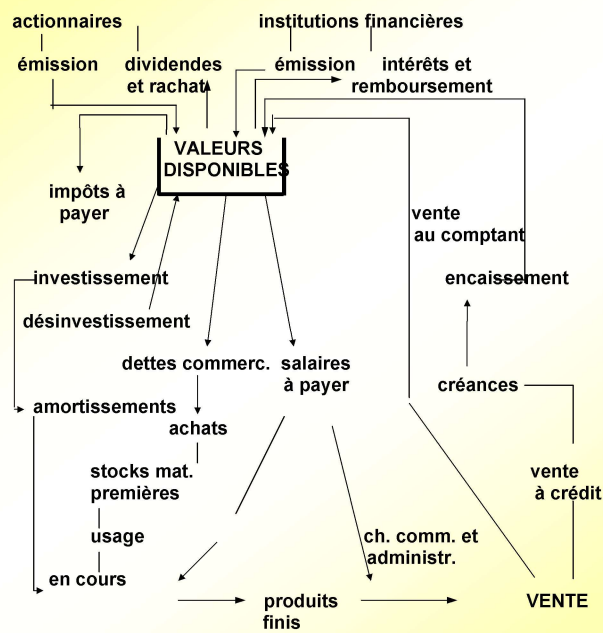 actionnaires
institutions financières
émission
dividendes
et rachat
émission
intérêts et
remboursement
VALEURS
DISPONIBLES
impôts à
payer
vente
au comptant
investissement
encaissement
désinvestissement
dettes commerc.
salaires
à payer
créances
amortissements
achats
stocks mat.
premières
vente
à crédit
usage
ch. comm. et
administr.
en cours
produits
finis
VENTE